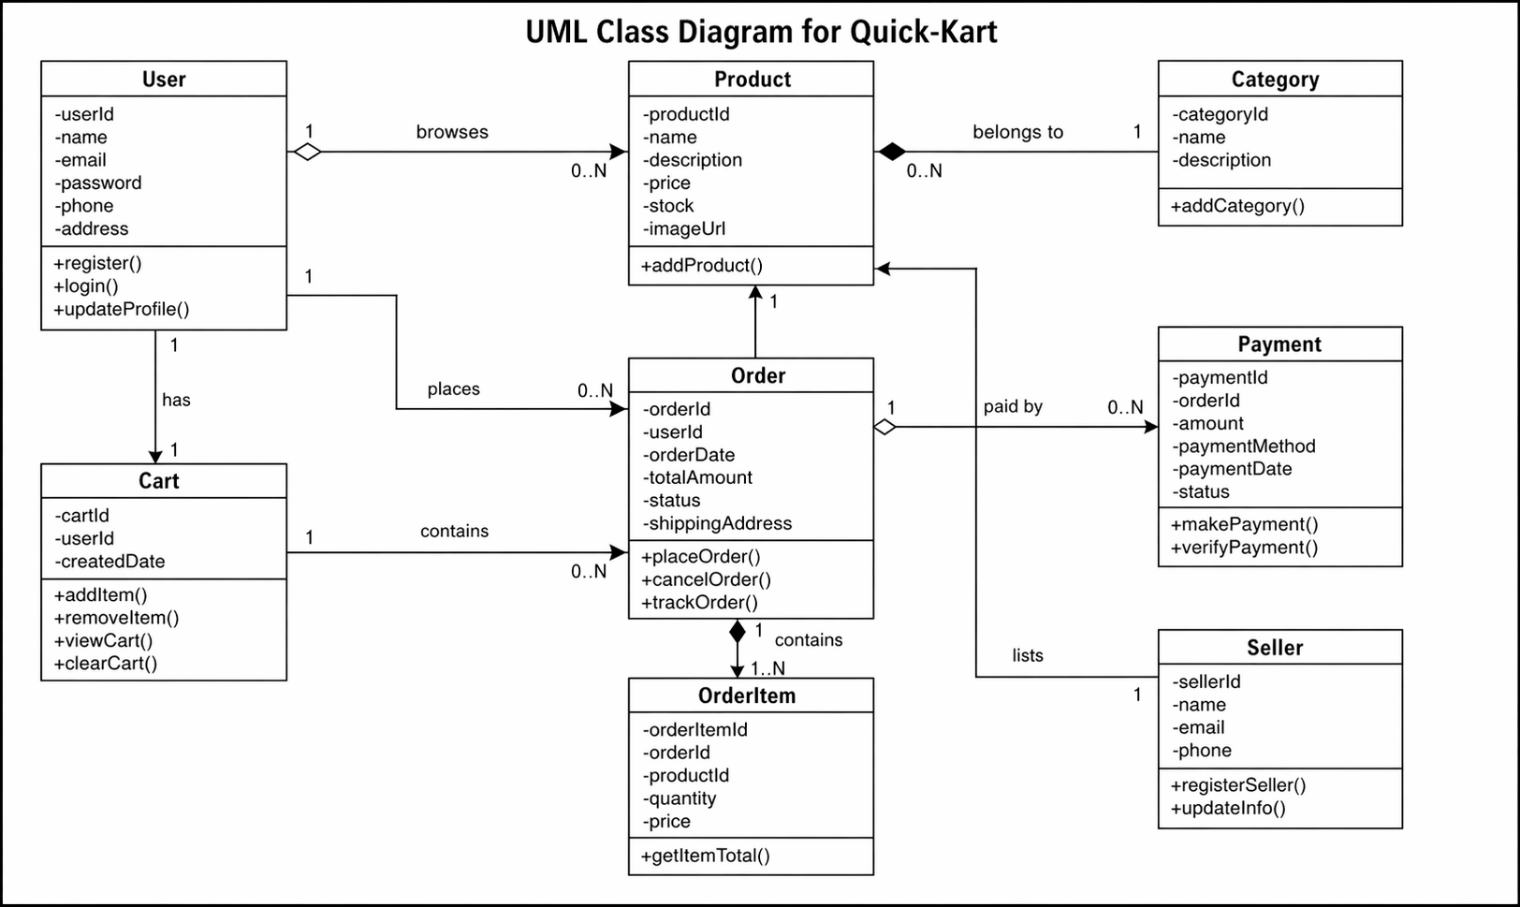 UML Class Diagram for Quick-Kart
User
-userId
-name
-email
-password
-phone
-address
+register()
+login()
+updateProfile()
1
browses
0..N
Product
-productId
-name
-description
-price
-stock
-imageUrl
+addProduct()
belongs to
1
0..N
Category
-categoryId
-name
-description
+addCategory()
1
places
0..N
1
has
1
1
Order
-orderId
-userId
-orderDate
-totalAmount
-status
-shippingAddress
+placeOrder()
+cancelOrder()
+trackOrder()
1
paid by
0..N
Payment
-paymentId
-orderId
-amount
-paymentMethod
-paymentDate
-status
+makePayment()
+verifyPayment()
Cart
-cartId
-userId
-createdDate
+addItem()
+removeItem()
+viewCart()
+clearCart()
1
contains
0..N
1
contains
1..N
OrderItem
-orderItemId
-orderId
-productId
-quantity
-price
+getItemTotal()
lists
1
Seller
-sellerId
-name
-email
-phone
+registerSeller()
+updateInfo()